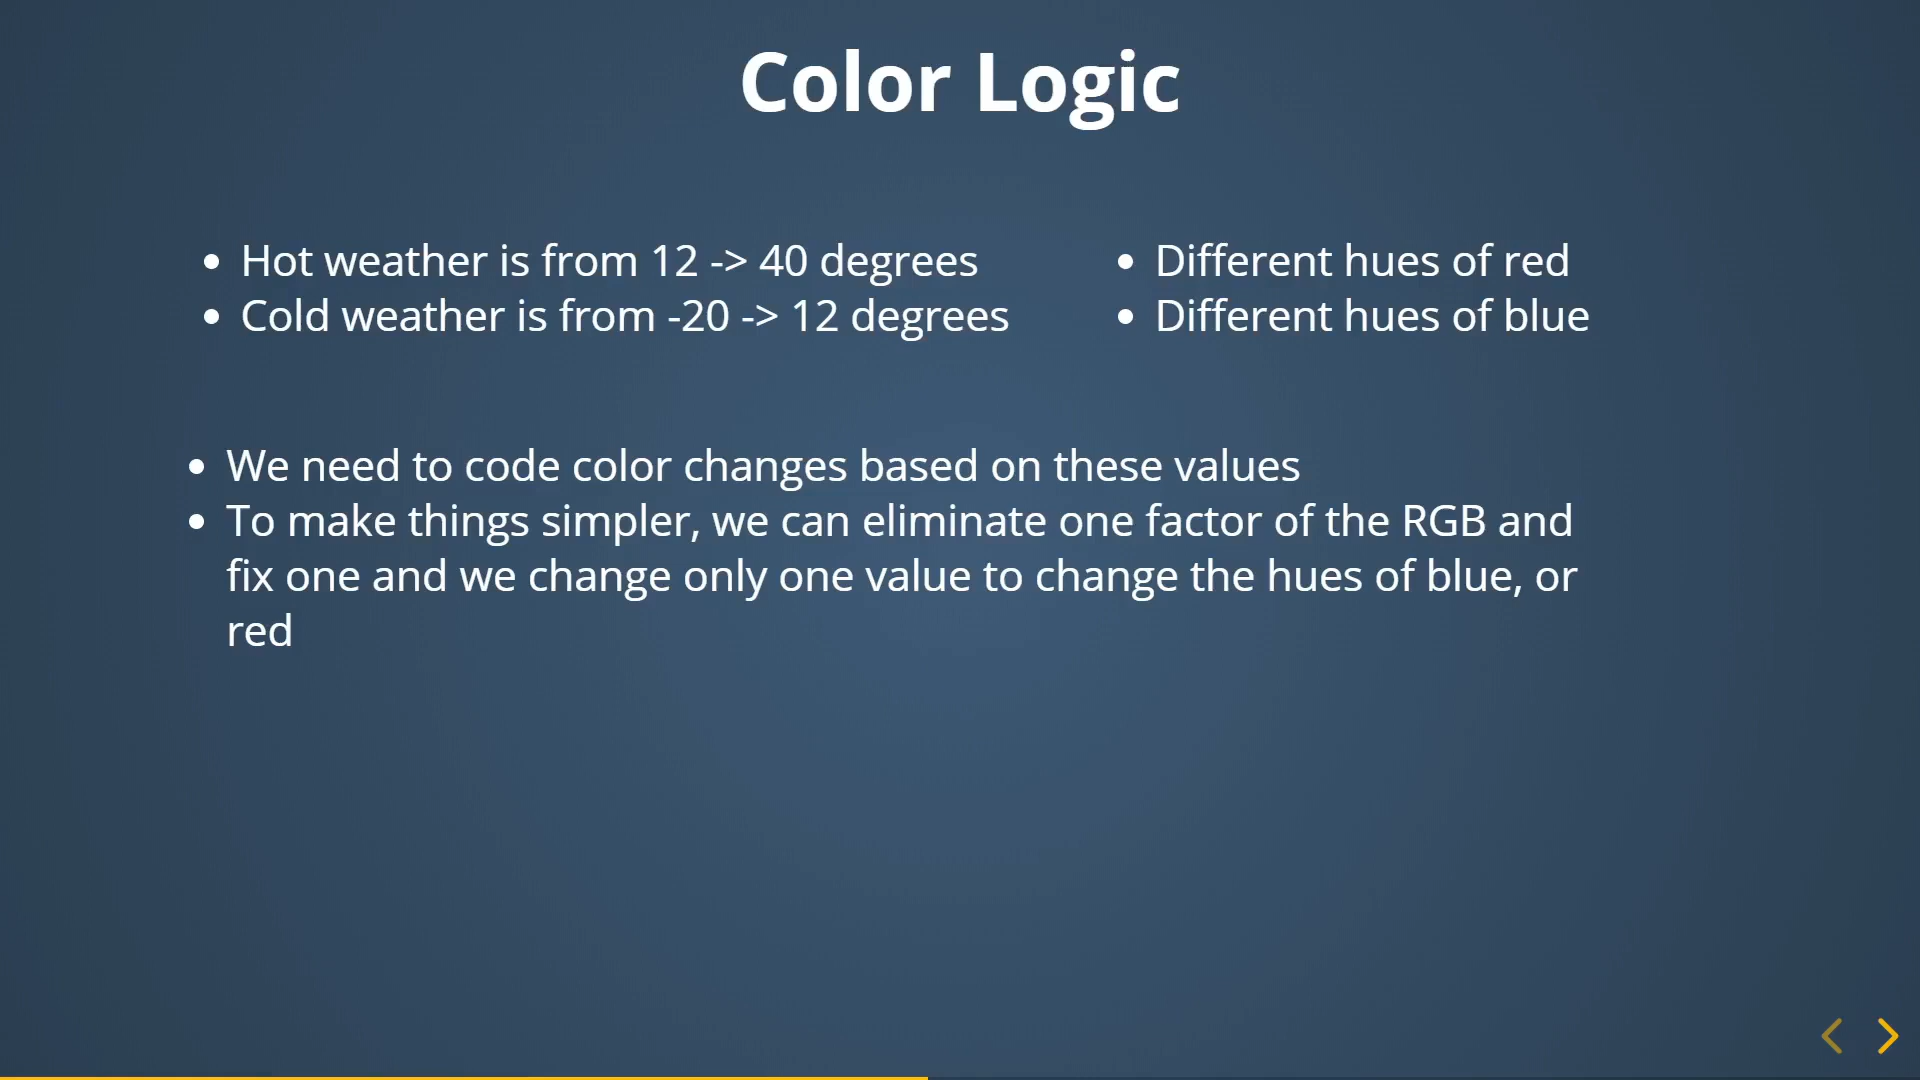 Color Logic
Hot weather is from 12 -> 40 degrees
Cold weather is from -20 -> 12 degrees
Different hues of red
Different hues of blue
We need to code color changes based on these values
To make things simpler, we can eliminate one factor of the RGB and
fix one and we change only one value to change the hues of blue, or
red